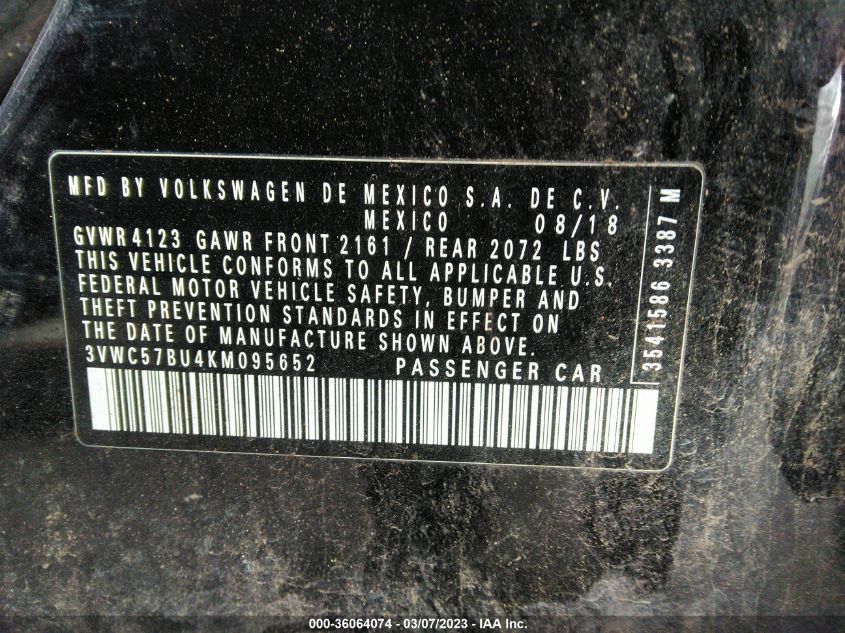 MFD BY VOLKSWAGEN DE MEXICO S.A. DE C.V.
MEXICO 08/18
GVWR 4123 GAWR FRONT 2161 / REAR 2072 LBS
THIS VEHICLE CONFORMS TO ALL APPLICABLE U.S.
FEDERAL MOTOR VEHICLE SAFETY, BUMPER AND
THEFT PREVENTION STANDARDS IN EFFECT ON
THE DATE OF MANUFACTURE SHOWN ABOVE.
3VWC57BU4KM095652 PASSENGER CAR
3541586 3387 M
000-36064074 - 03/07/2023 - IAA Inc.